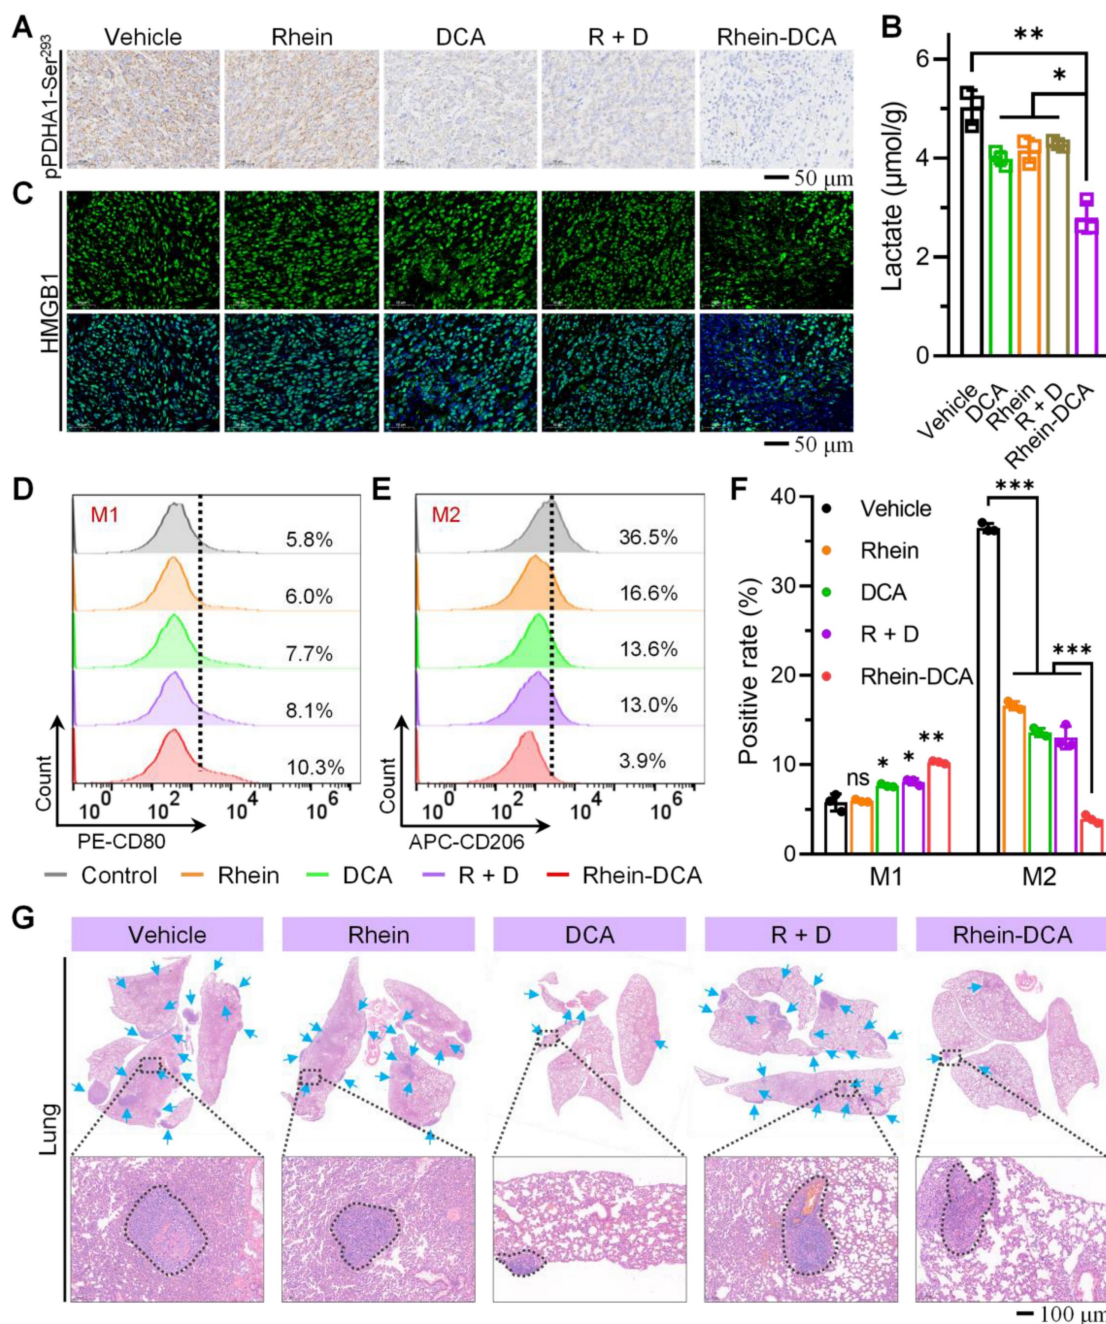 A
Vehicle Rhein DCA R + D Rhein-DCA
pPDHA1-Ser293
50 μm
B
** 
*
Lactate (μmol/g)
6
4
2
0
Vehicle
DCA
Rhein
R + D
Rhein-DCA
C
HMGB1
50 μm
D
M1
5.8%
6.0%
7.7%
8.1%
10.3%
Count
10^0 10^2 10^4 10^6
PE-CD80
E
M2
36.5%
16.6%
13.6%
13.0%
3.9%
Count
10^0 10^2 10^4 10^6
APC-CD206
Control Rhein DCA R + D Rhein-DCA
F
Positive rate (%)
40
30
20
10
0
Vehicle
Rhein
DCA
R + D
Rhein-DCA
ns * * **
***
***
M1 M2
G
Vehicle Rhein DCA R + D Rhein-DCA
Lung
100 μm